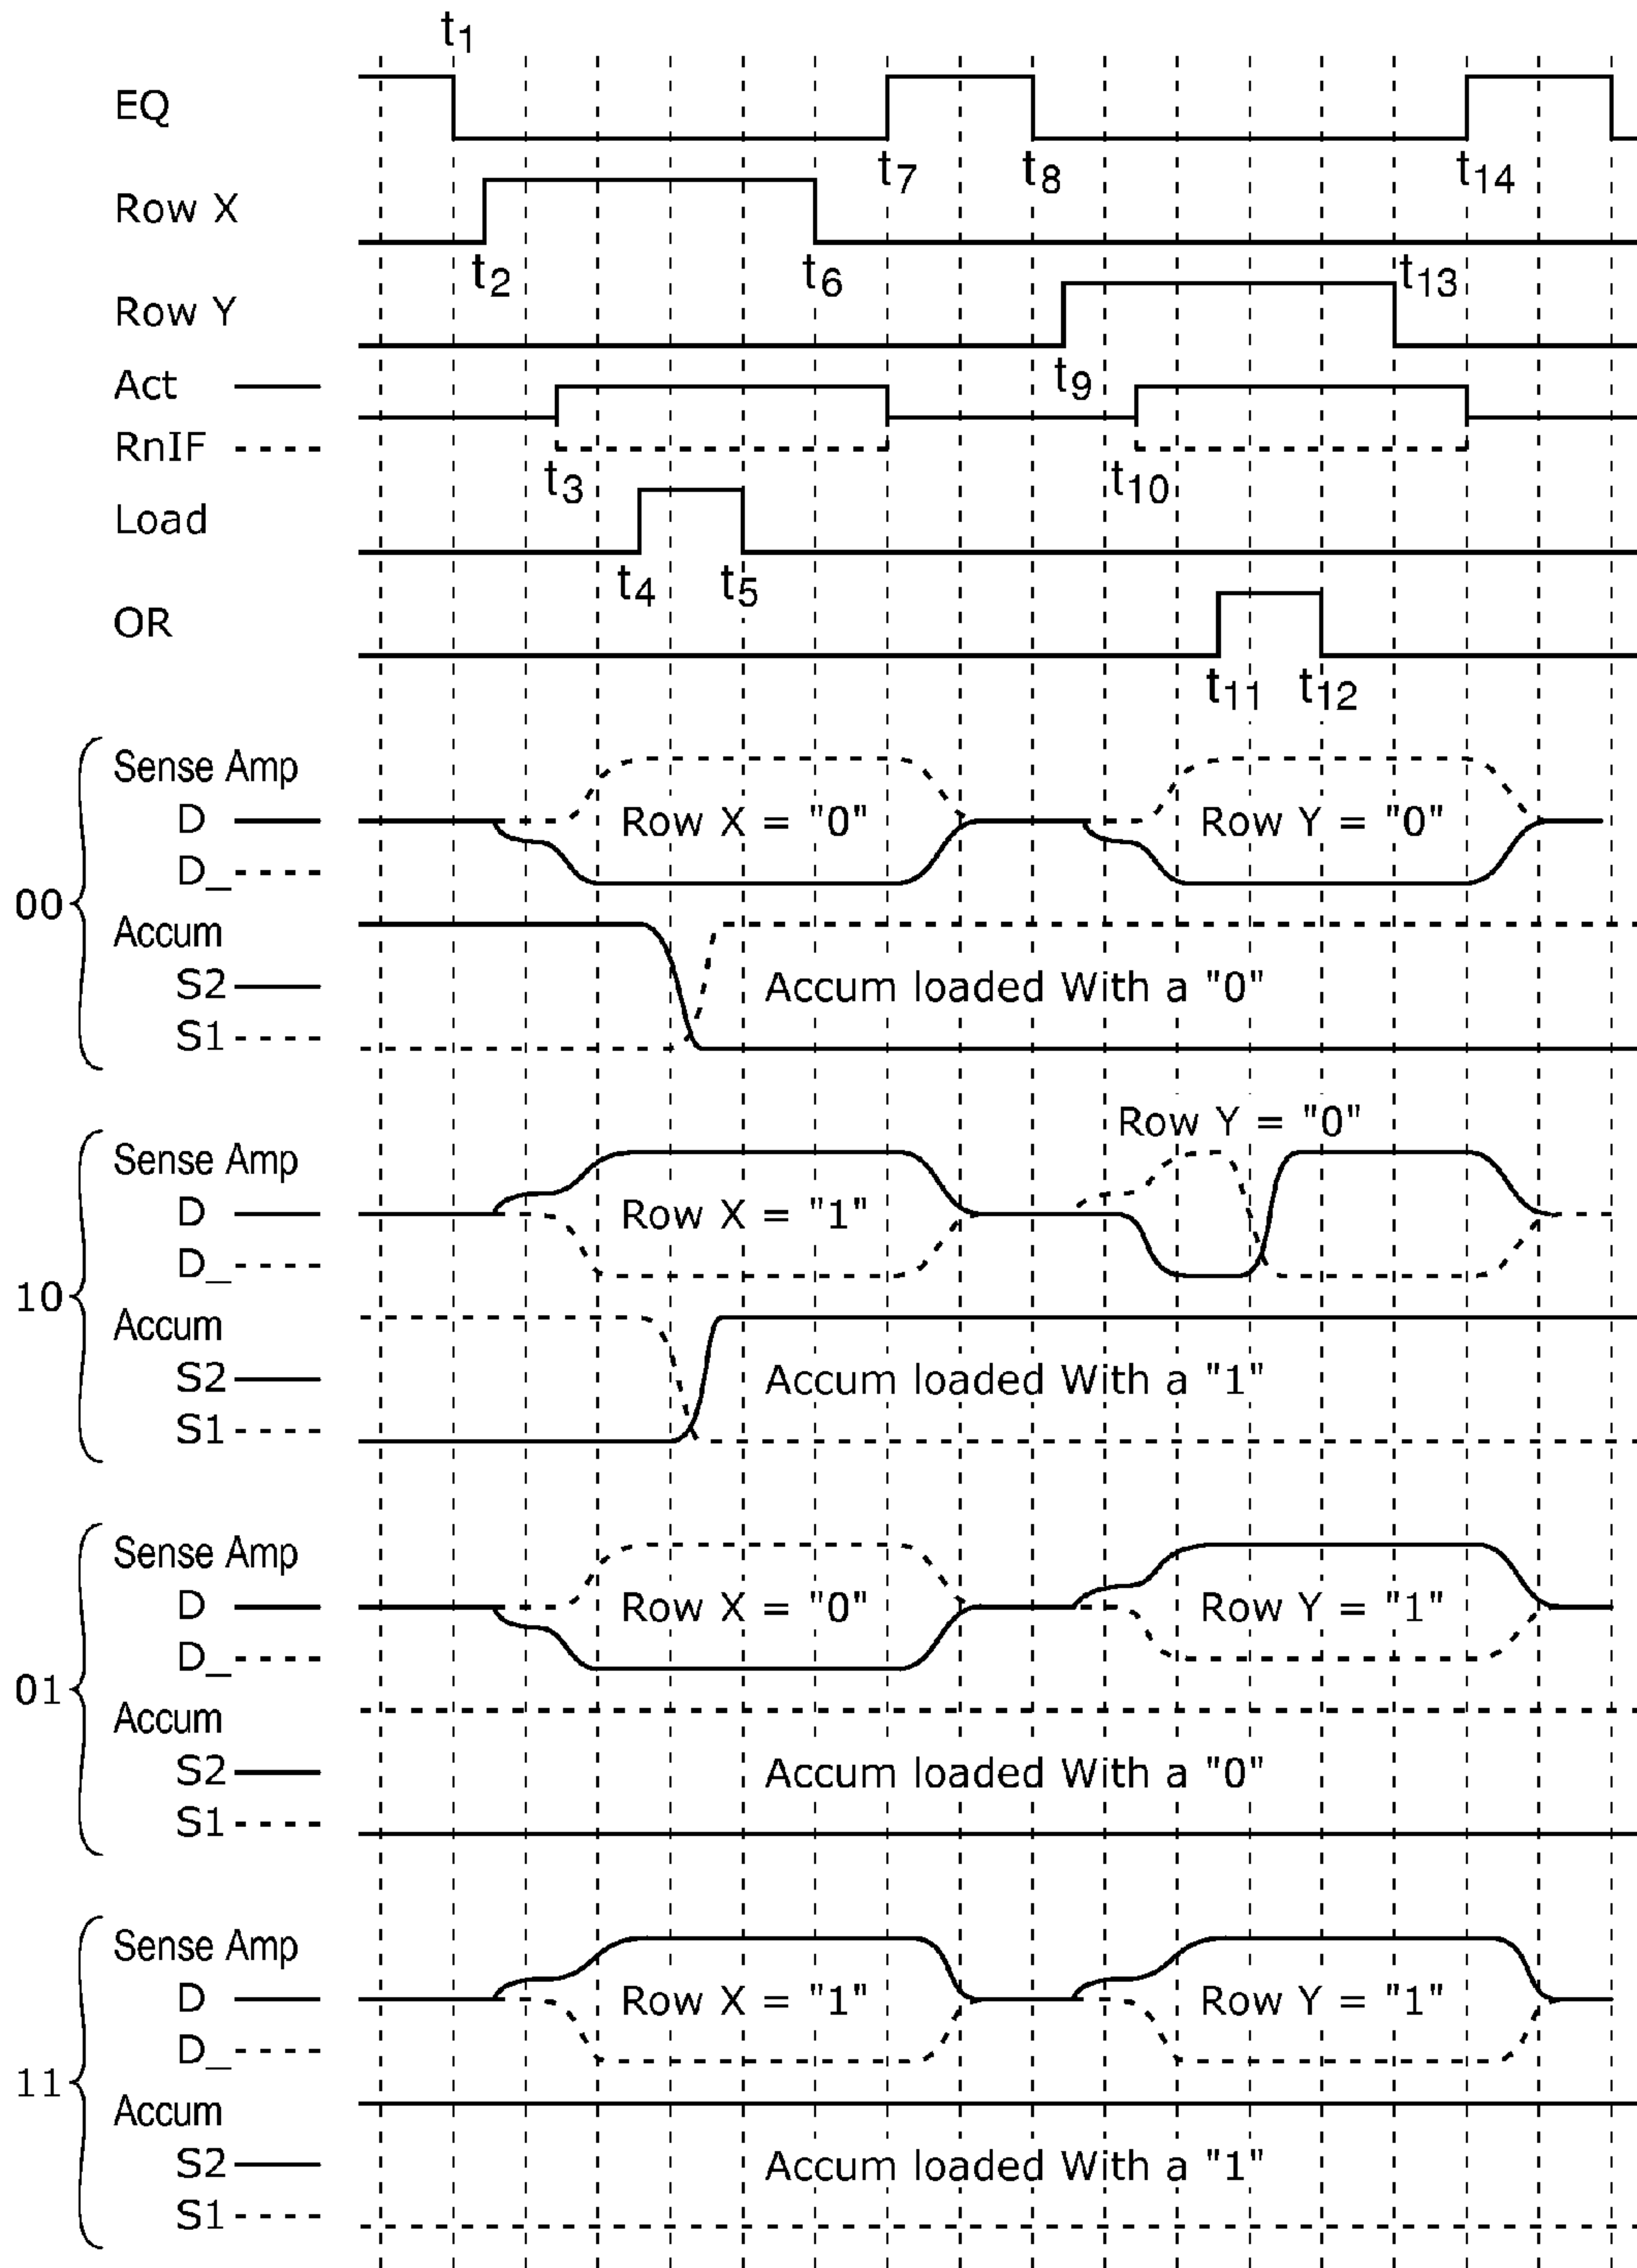 t1
EQ
t7 t8 t14
Row X
t2 t6 t13
Row Y
t9
Act
RnIF
t3 t10
Load
t4 t5
OR
t11 t12
00
Sense Amp
D
D_
Row X = "0" Row Y = "0"
Accum
S2
S1
Accum loaded With a "0"
10
Row Y = "0"
Sense Amp
D
D_
Row X = "1"
Accum
S2
S1
Accum loaded With a "1"
01
Sense Amp
D
D_
Row X = "0" Row Y = "1"
Accum
S2
S1
Accum loaded With a "0"
11
Sense Amp
D
D_
Row X = "1" Row Y = "1"
Accum
S2
S1
Accum loaded With a "1"